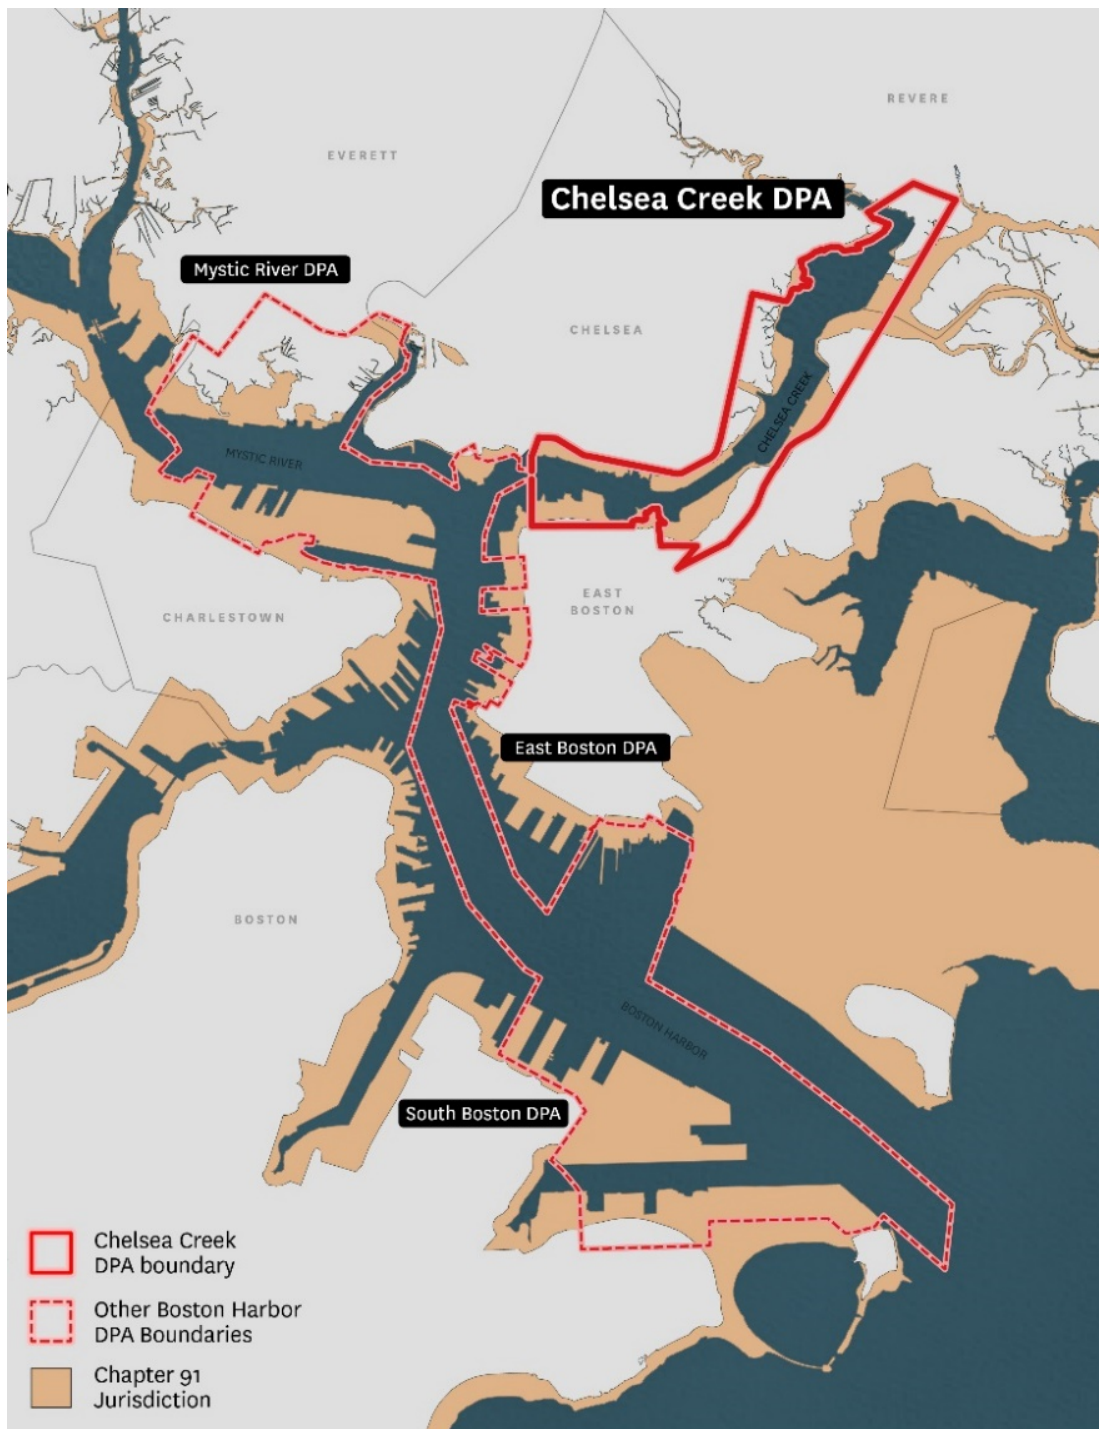 REVERE
EVERETT
Chelsea Creek DPA
Mystic River DPA
CHELSEA
CHELSEA CREEK
MYSTIC RIVER
EAST
BOSTON
CHARLESTOWN
East Boston DPA
BOSTON
BOSTON HARBOR
South Boston DPA
Chelsea Creek
DPA boundary
Other Boston Harbor
DPA Boundaries
Chapter 91
Jurisdiction